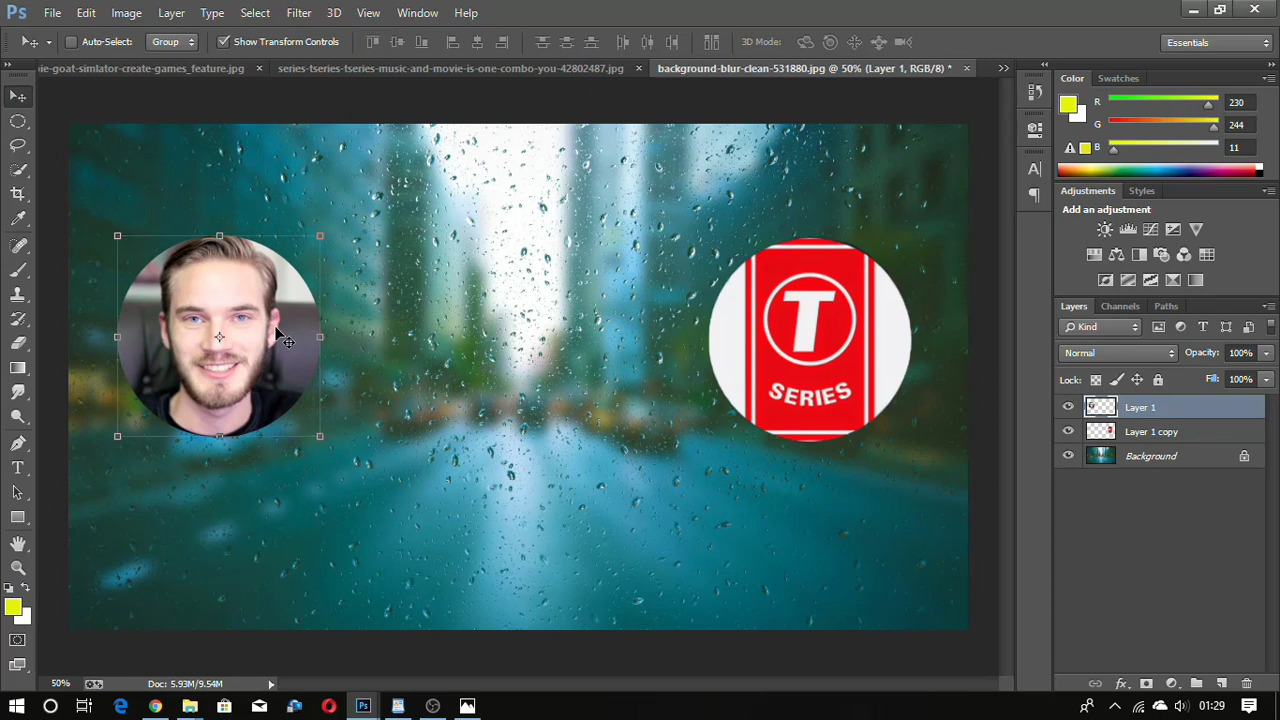 Ps File Edit Image Layer Type Select Filter 3D View Window Help
Auto-Select: Group Show Transform Controls 3D Mode: Essentials
ie-goat-simlator-create-games_feature.jpg × series-tseries-tseries-music-and-movie-is-one-combo-you-42802487.jpg × background-blur-clean-531880.jpg @ 50% (Layer 1, RGB/8) * ×
Color Swatches
R 230
G 244
B 11
Adjustments Styles
Add an adjustment
T
SERIES
Layers Channels Paths
Kind
Normal Opacity: 100%
Lock: Fill: 100%
Layer 1
Layer 1 copy
Background
50% Doc: 5.93M/9.54M
01:29